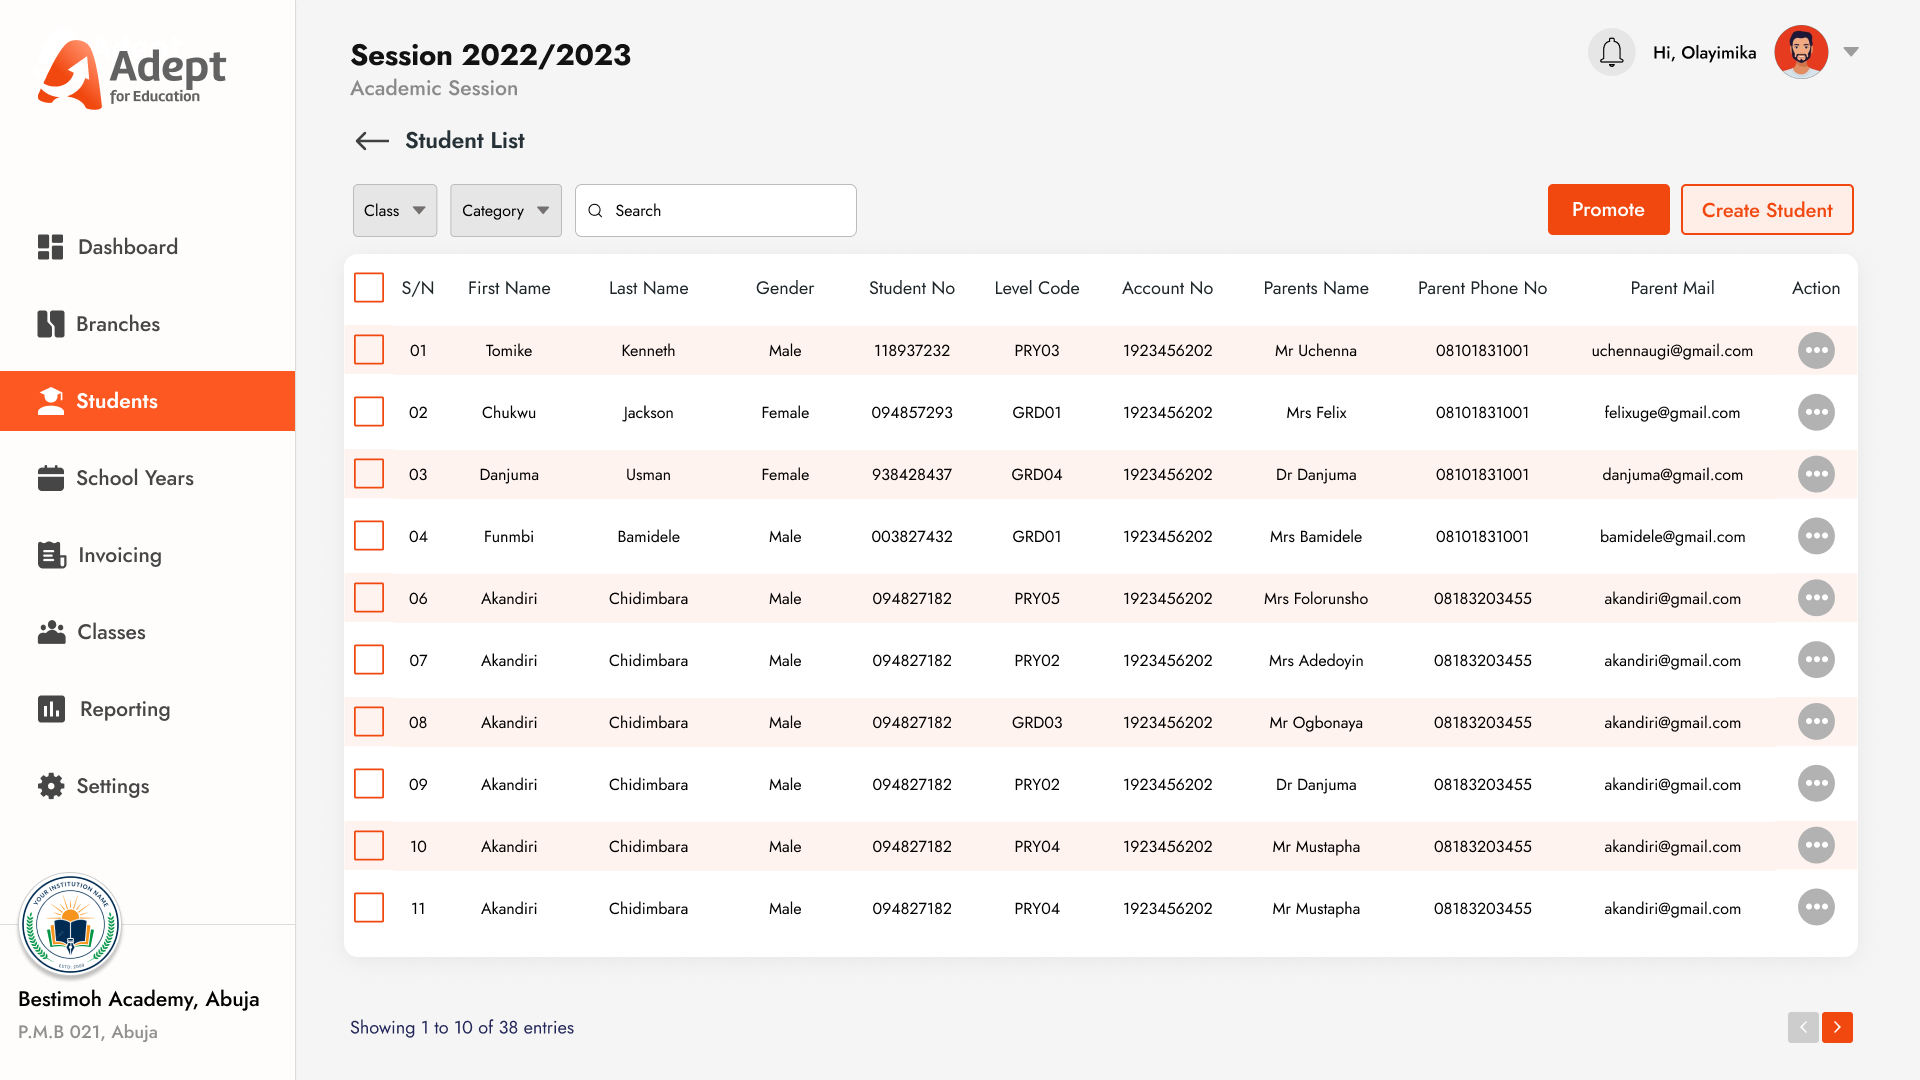 Adept
for Education
Session 2022/2023
Academic Session
Hi, Olayimika
Student List
Class
Category
Search
Promote
Create Student
Dashboard
Branches
Students
School Years
Invoicing
Classes
Reporting
Settings
S/N First Name Last Name Gender Student No Level Code Account No Parents Name Parent Phone No Parent Mail Action
01 Tomike Kenneth Male 118937232 PRY03 1923456202 Mr Uchenna 08101831001 uchennaugi@gmail.com
02 Chukwu Jackson Female 094857293 GRD01 1923456202 Mrs Felix 08101831001 felixuge@gmail.com
03 Danjuma Usman Female 938428437 GRD04 1923456202 Dr Danjuma 08101831001 danjuma@gmail.com
04 Funmbi Bamidele Male 003827432 GRD01 1923456202 Mrs Bamidele 08101831001 bamidele@gmail.com
06 Akandiri Chidimbara Male 094827182 PRY05 1923456202 Mrs Folorunsho 08183203455 akandiri@gmail.com
07 Akandiri Chidimbara Male 094827182 PRY02 1923456202 Mrs Adedoyin 08183203455 akandiri@gmail.com
08 Akandiri Chidimbara Male 094827182 GRD03 1923456202 Mr Ogbonaya 08183203455 akandiri@gmail.com
09 Akandiri Chidimbara Male 094827182 PRY02 1923456202 Dr Danjuma 08183203455 akandiri@gmail.com
10 Akandiri Chidimbara Male 094827182 PRY04 1923456202 Mr Mustapha 08183203455 akandiri@gmail.com
11 Akandiri Chidimbara Male 094827182 PRY04 1923456202 Mr Mustapha 08183203455 akandiri@gmail.com
YOUR INSTITUTION NAME
Bestimoh Academy, Abuja
P.M.B 021, Abuja
Showing 1 to 10 of 38 entries